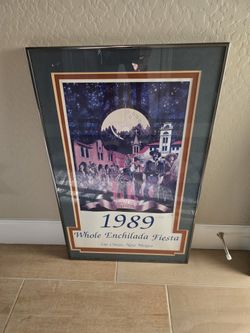 1989
Whole Enchilada Fiesta
Las Cruces, New Mexico